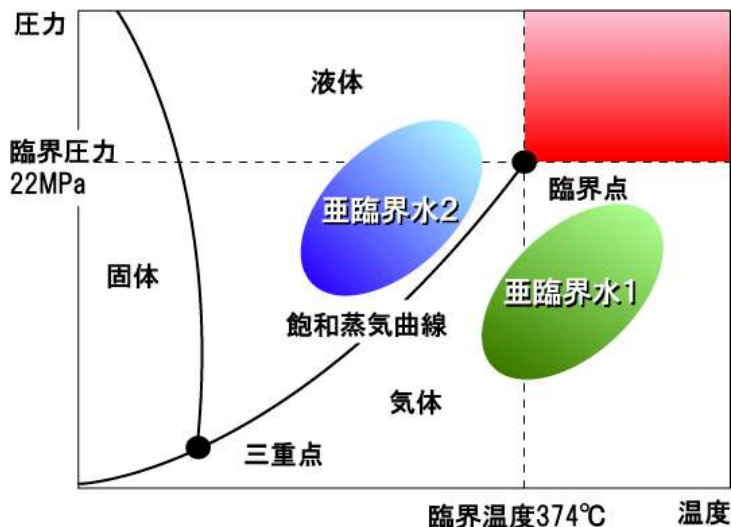 圧力
液体
臨界圧力
22MPa
臨界点
亜臨界水2
固体
亜臨界水1
飽和蒸気曲線
気体
三重点
臨界温度374℃
温度